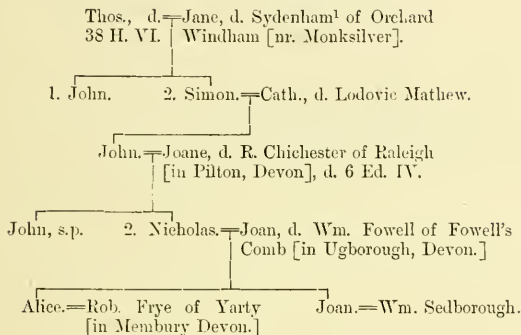 Thos., d.=Jane, d. Sydenham¹ of Orchard
38 H. VI. Windham [nr. Monksilver].
1. John. 2. Simon.=Cath., d. Lodovic Mathew.
John.=Joane, d. R. Chichester of Raleigh
[in Pilton, Devon], d. 6 Ed. IV.
John, s.p. 2. Nicholas.=Joan, d. Wm. Fowell of Fowell's
Comb [in Ugborough, Devon.]
Alice.=Rob. Frye of Yarty Joan.=Wm. Sedborough.
[in Membury Devon.]